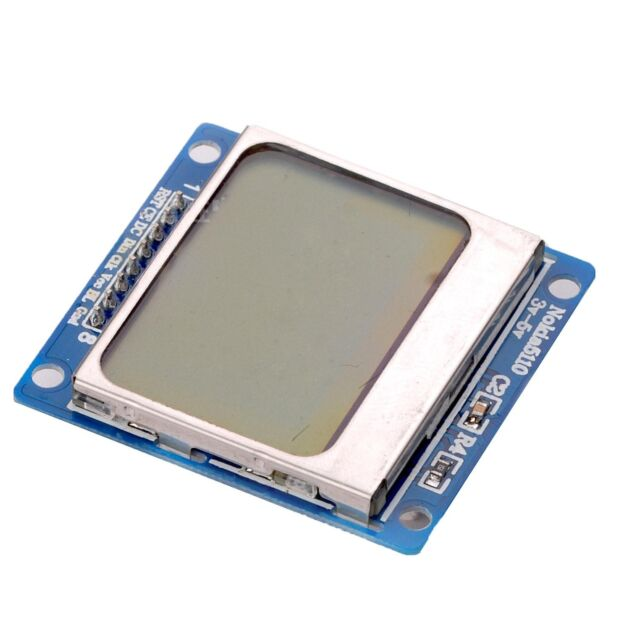 1
RST CE DC Din Clk Vcc BL Gnd
8
Nokia5110
3v-5v
C2
R4